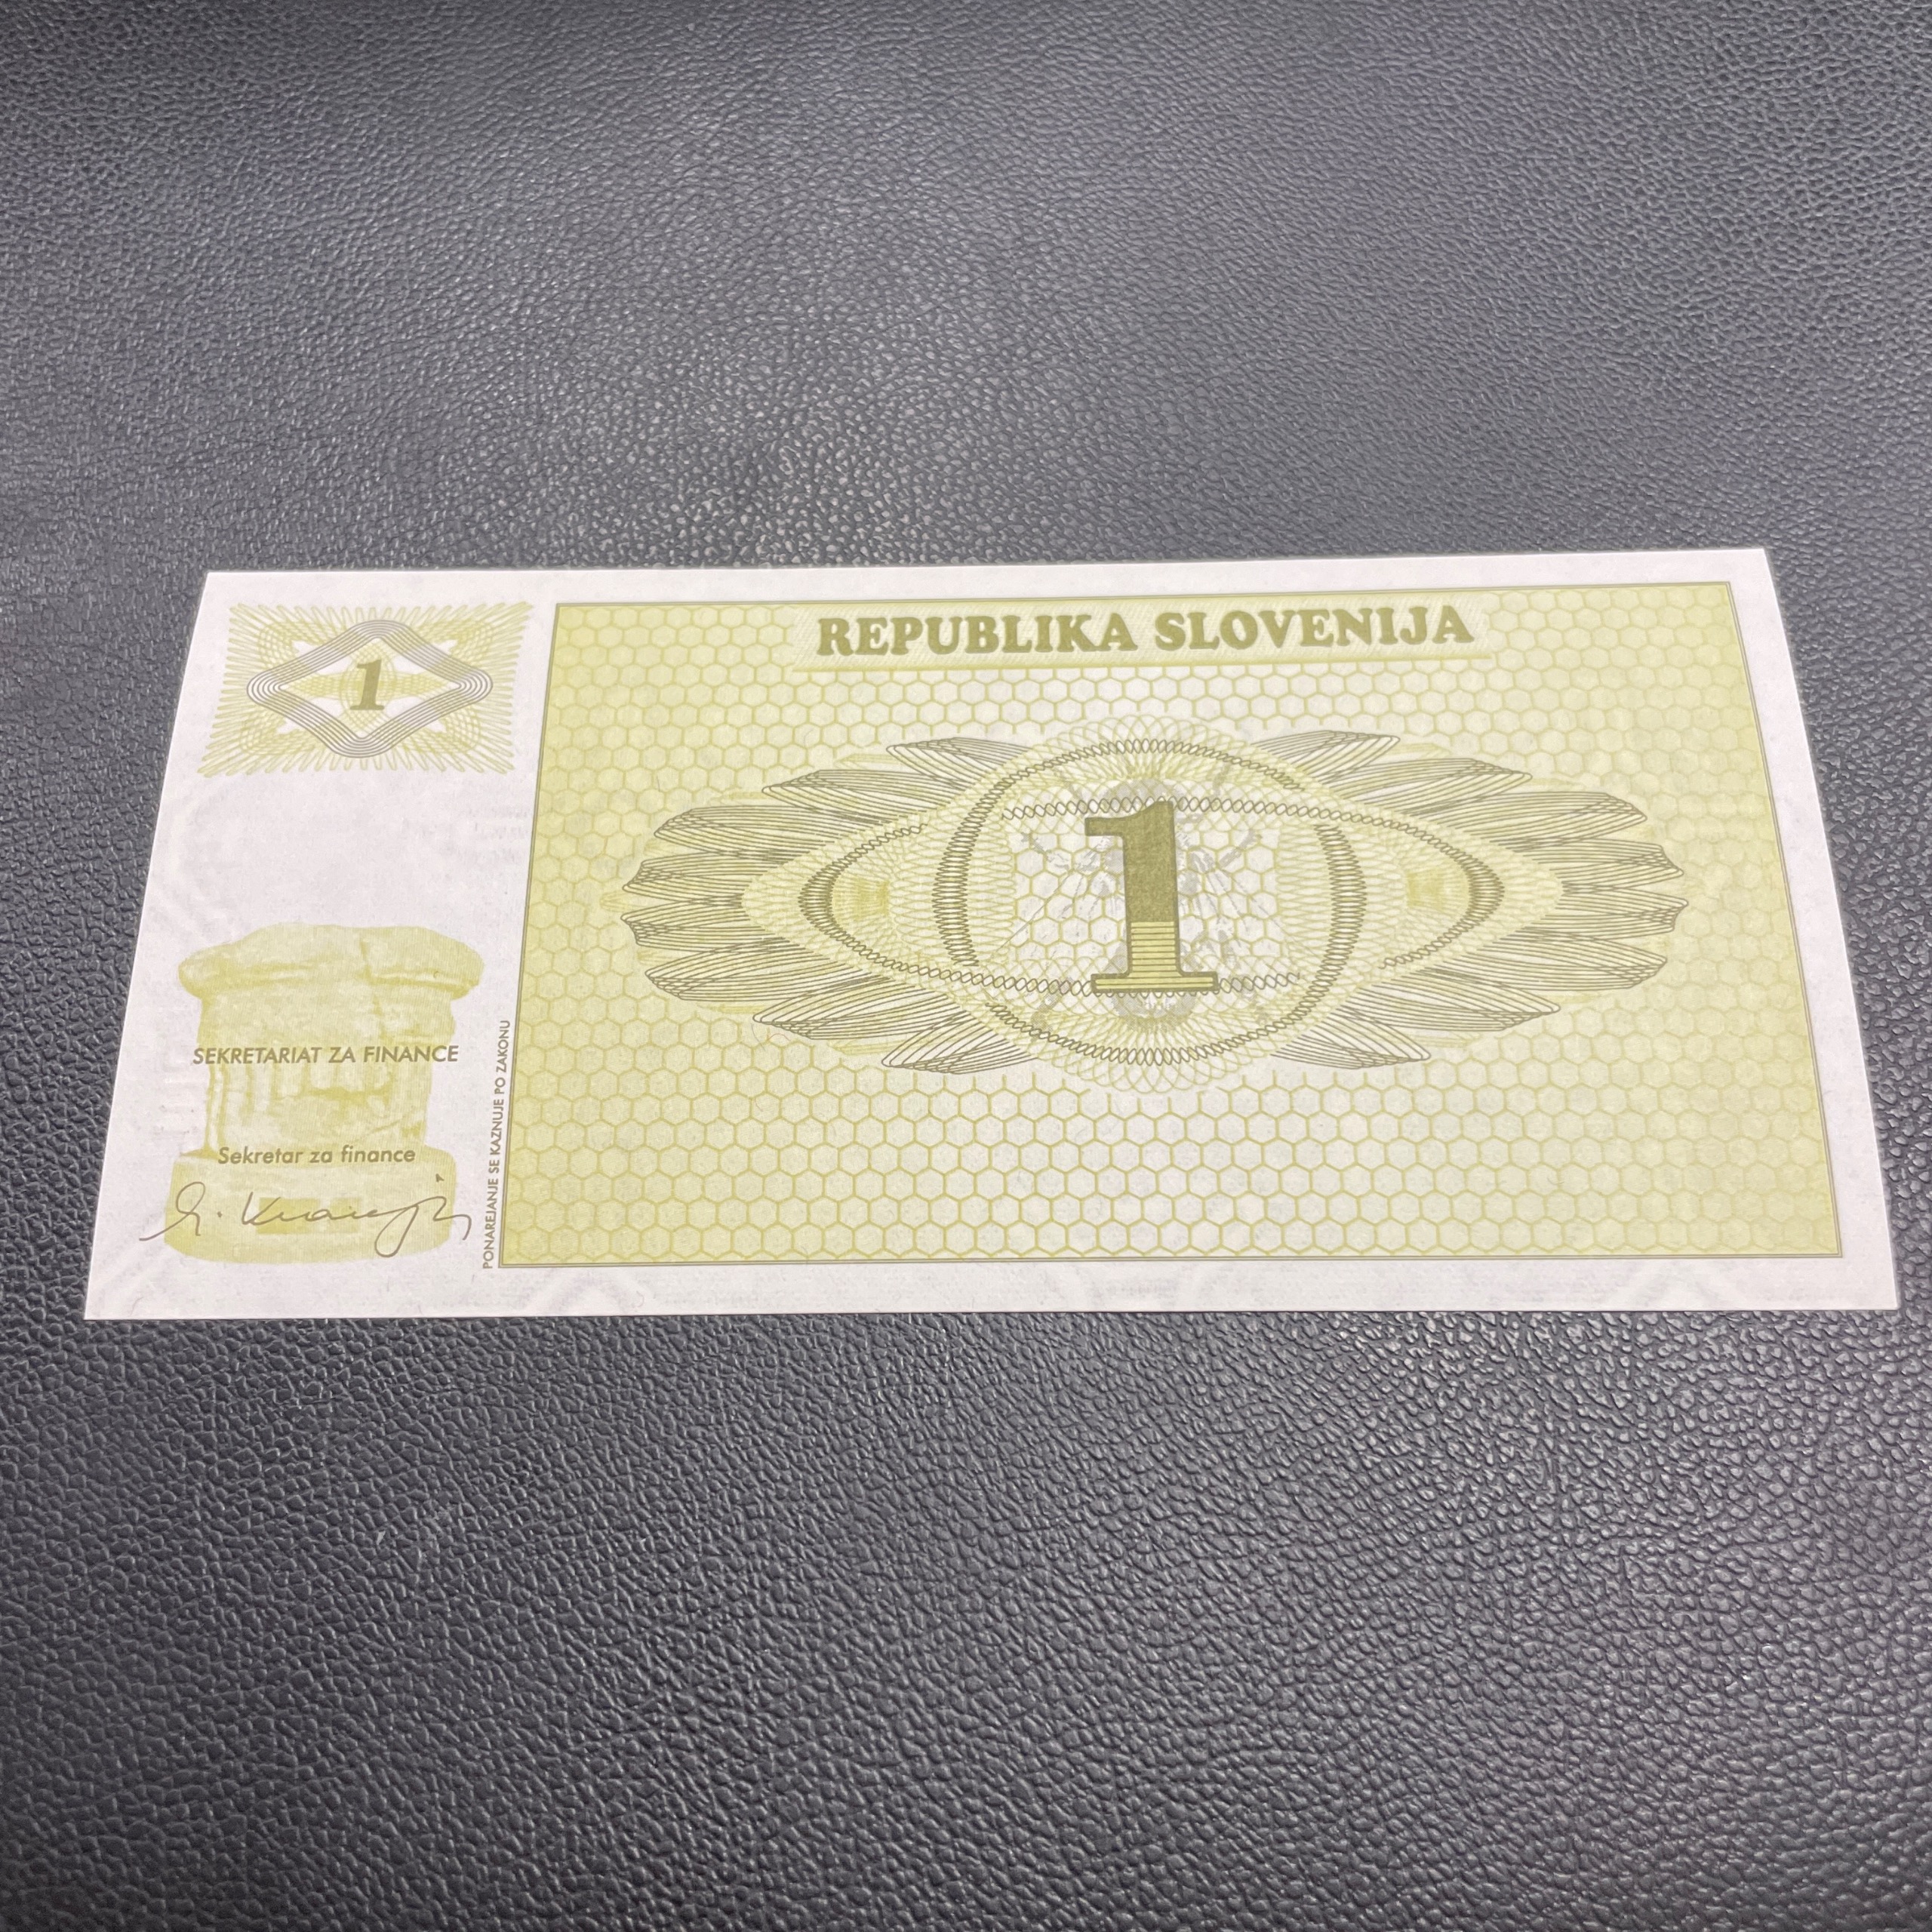 1
REPUBLIKA SLOVENIJA
1
SEKRETARIAT ZA FINANCE
Sekretar za finance
PONAREJANJE SE KAZNUJE PO ZAKONU